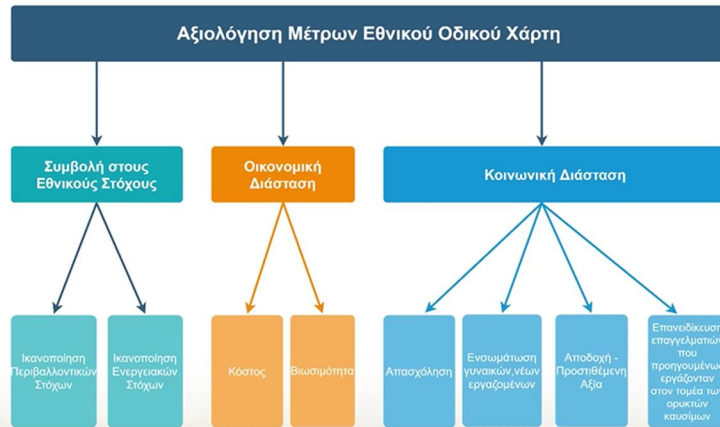 Αξιολόγηση Μέτρων Εθνικού Οδικού Χάρτη
Συμβολή στους
Εθνικούς Στόχους
Οικονομική
Διάσταση
Κοινωνική Διάσταση
Ικανοποίηση
Περιβαλλοντικών
Στόχων
Ικανοποίηση
Ενεργειακών
Στόχων
Κόστος
Βιωσιμότητα
Απασχόληση
Ενσωμάτωση
γυναικών,νέων
εργαζομένων
Αποδοχή -
Προστιθέμενη
Αξία
Επανειδίκευση
επαγγελματιών
που
προηγουμένως
εργάζονταν
στον τομέα των
ορυκτών
καυσίμων